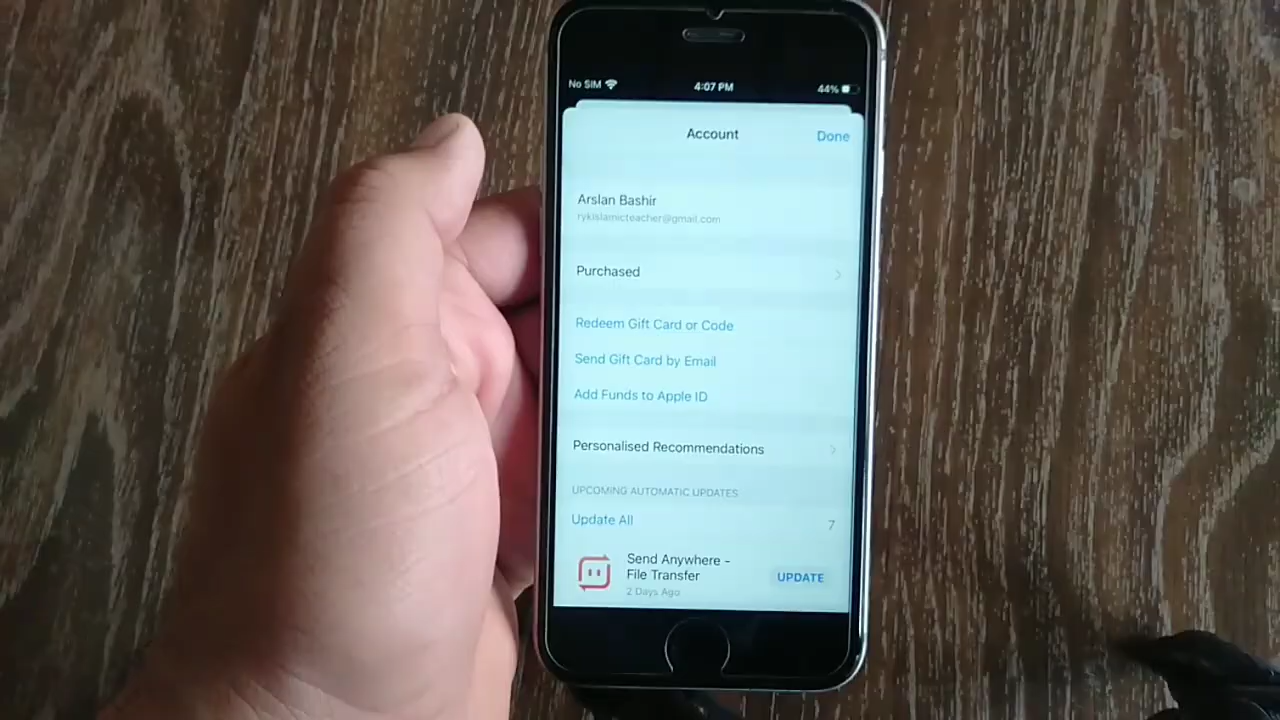 No SIM
4:07 PM
44%
Account
Done
Arslan Bashir
rykislamicteacher@gmail.com
Purchased
Redeem Gift Card or Code
Send Gift Card by Email
Add Funds to Apple ID
Personalised Recommendations
UPCOMING AUTOMATIC UPDATES
Update All
7
Send Anywhere -
File Transfer
2 Days Ago
UPDATE